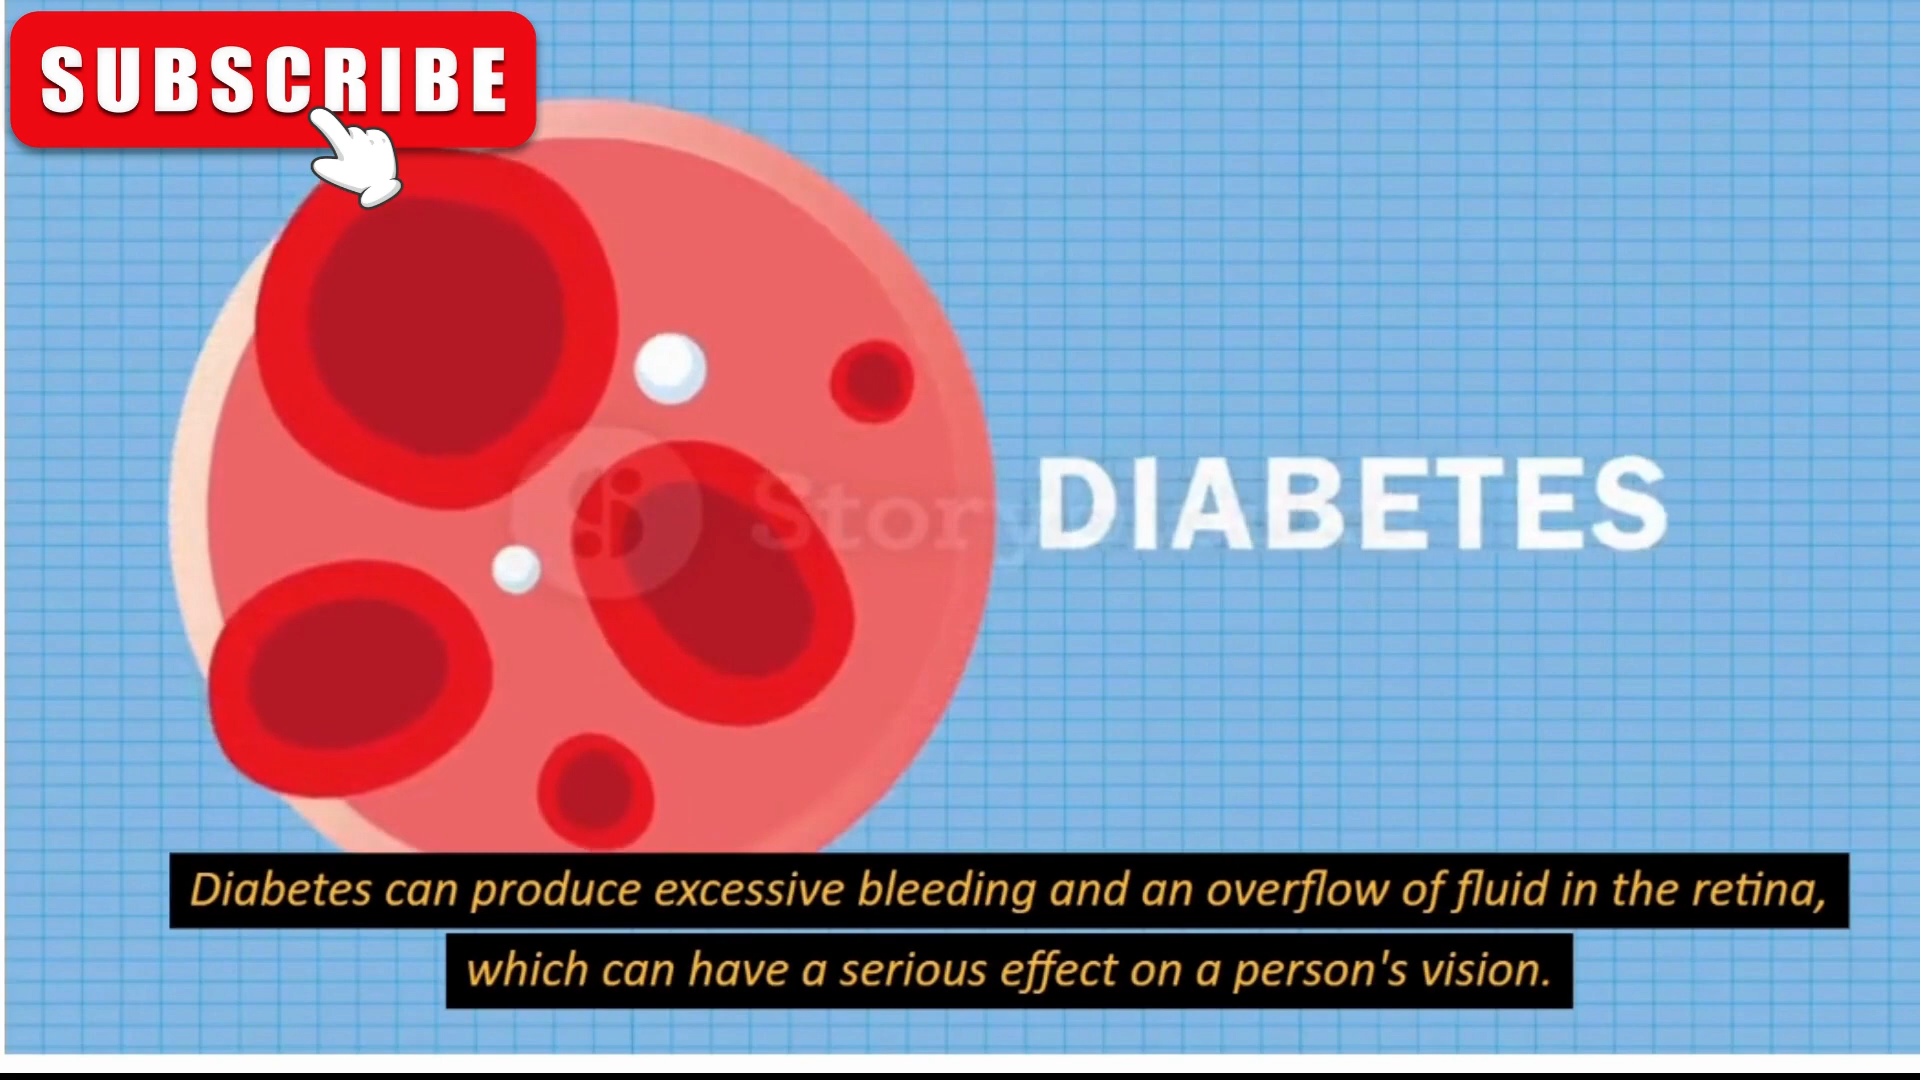 SUBSCRIBE
Story
DIABETES
Diabetes can produce excessive bleeding and an overflow of fluid in the retina,
which can have a serious effect on a person's vision.